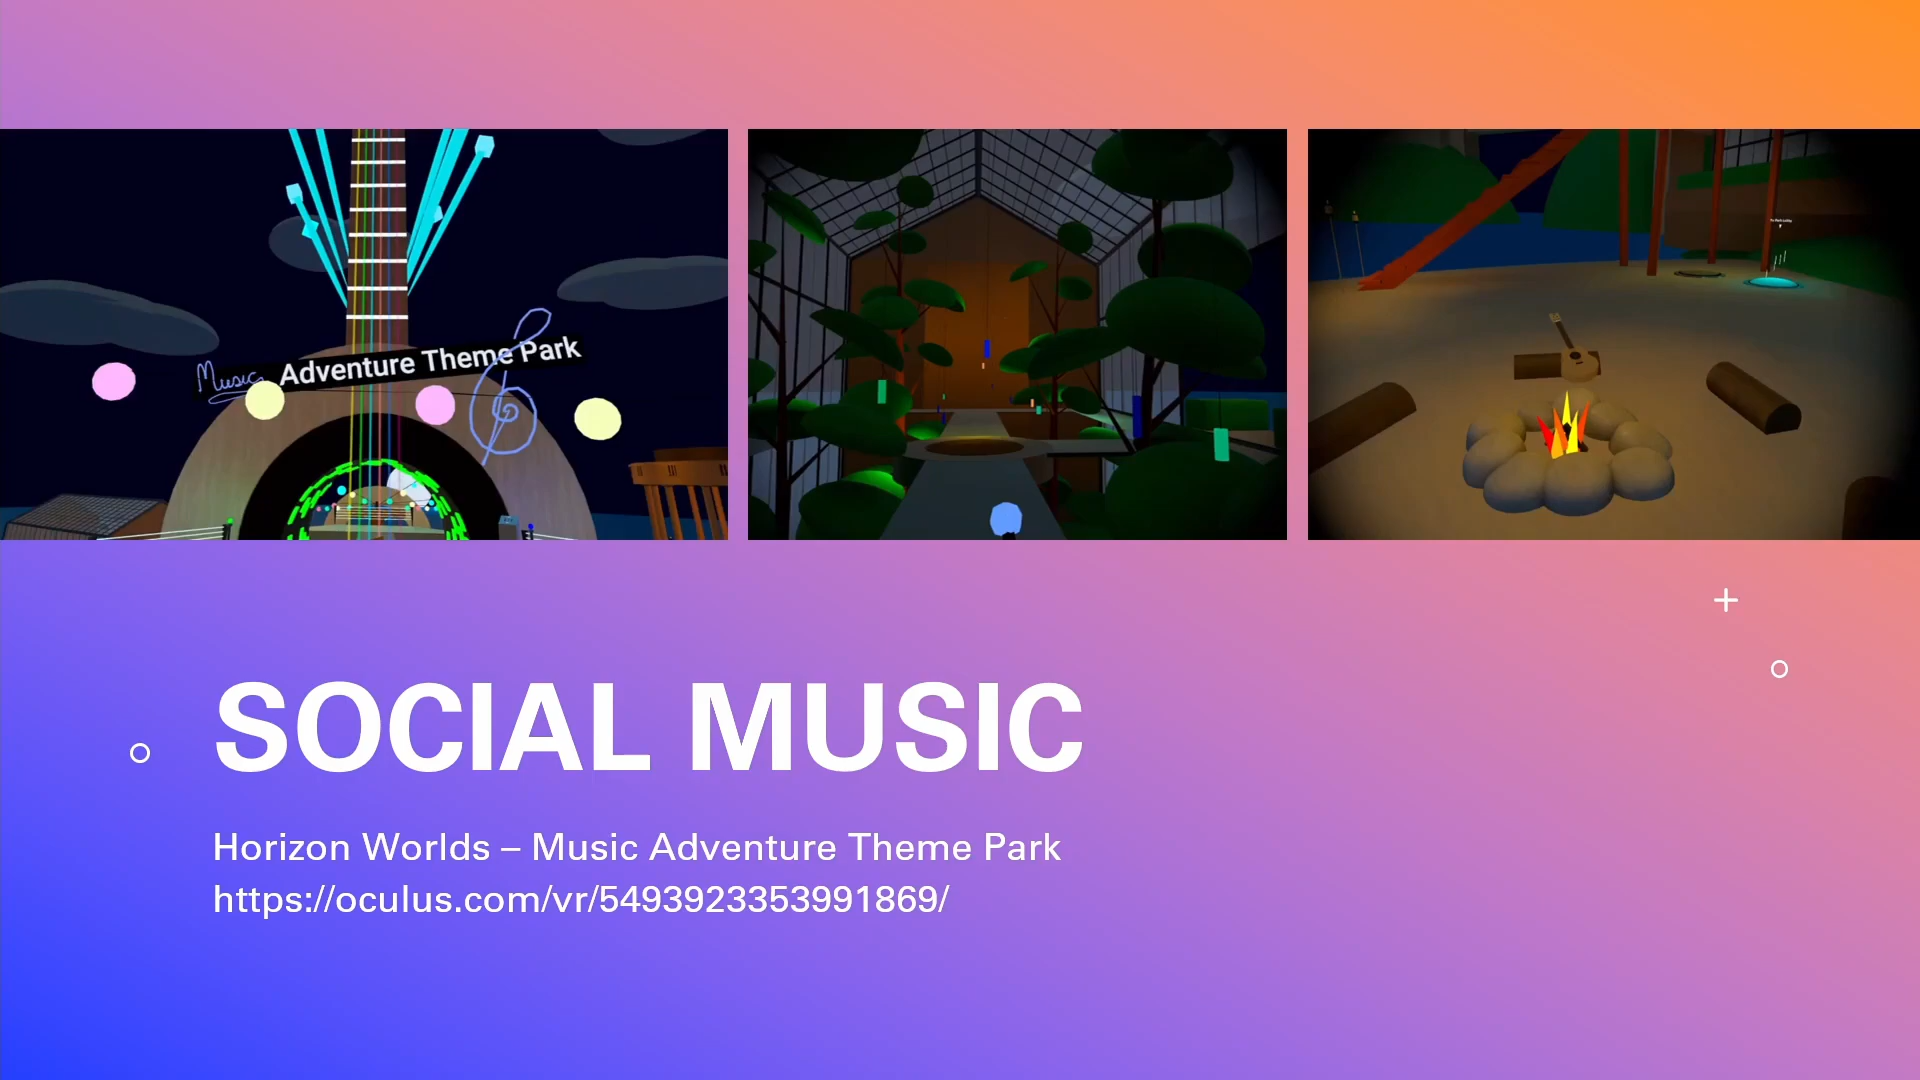 Music Adventure Theme Park
SOCIAL MUSIC
Horizon Worlds – Music Adventure Theme Park
https://oculus.com/vr/5493923353991869/